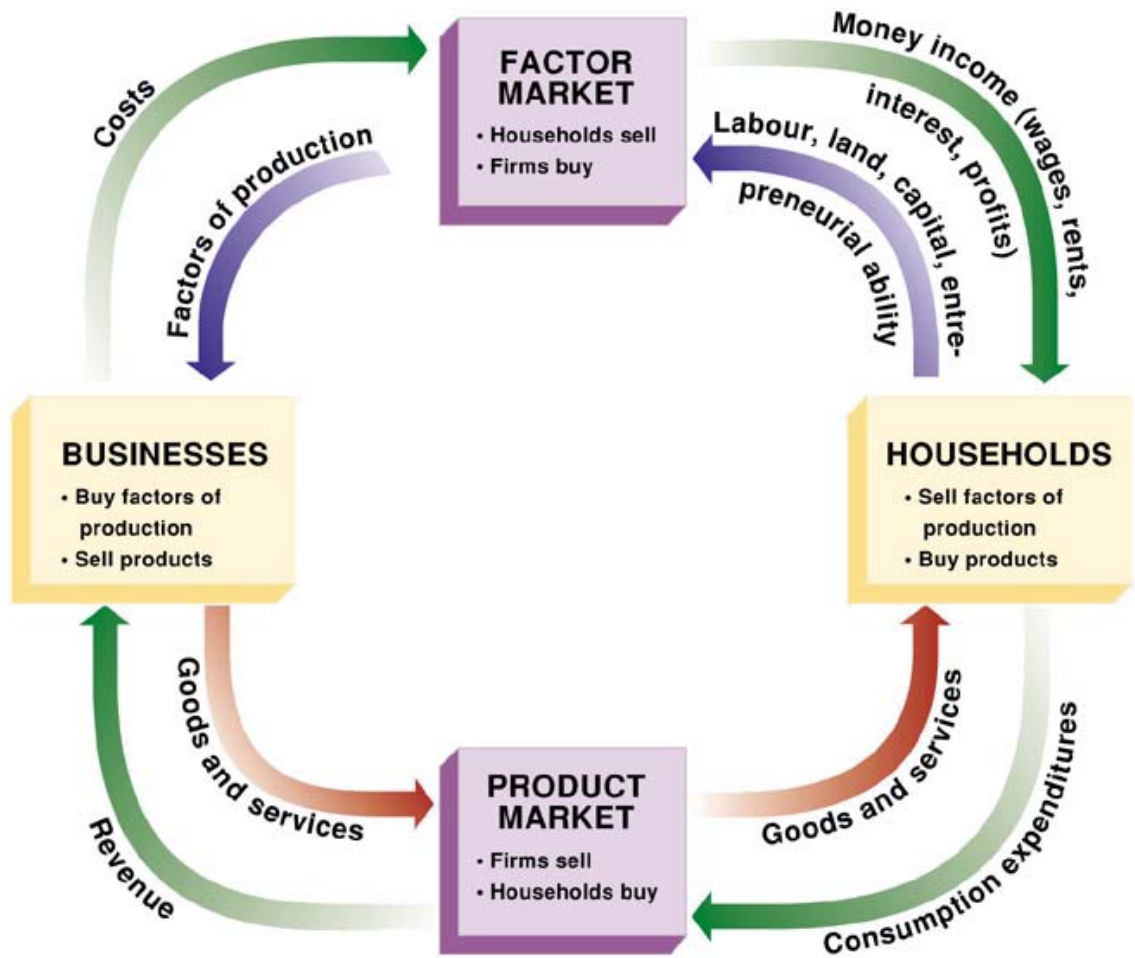 Costs
FACTOR
MARKET
• Households sell
• Firms buy
Money income (wages, rents,
interest, profits)
Factors of production
Labour, land, capital, entre-
preneurial ability
BUSINESSES
• Buy factors of
production
• Sell products
HOUSEHOLDS
• Sell factors of
production
• Buy products
Goods and services
Revenue
PRODUCT
MARKET
• Firms sell
• Households buy
Goods and services
Consumption expenditures